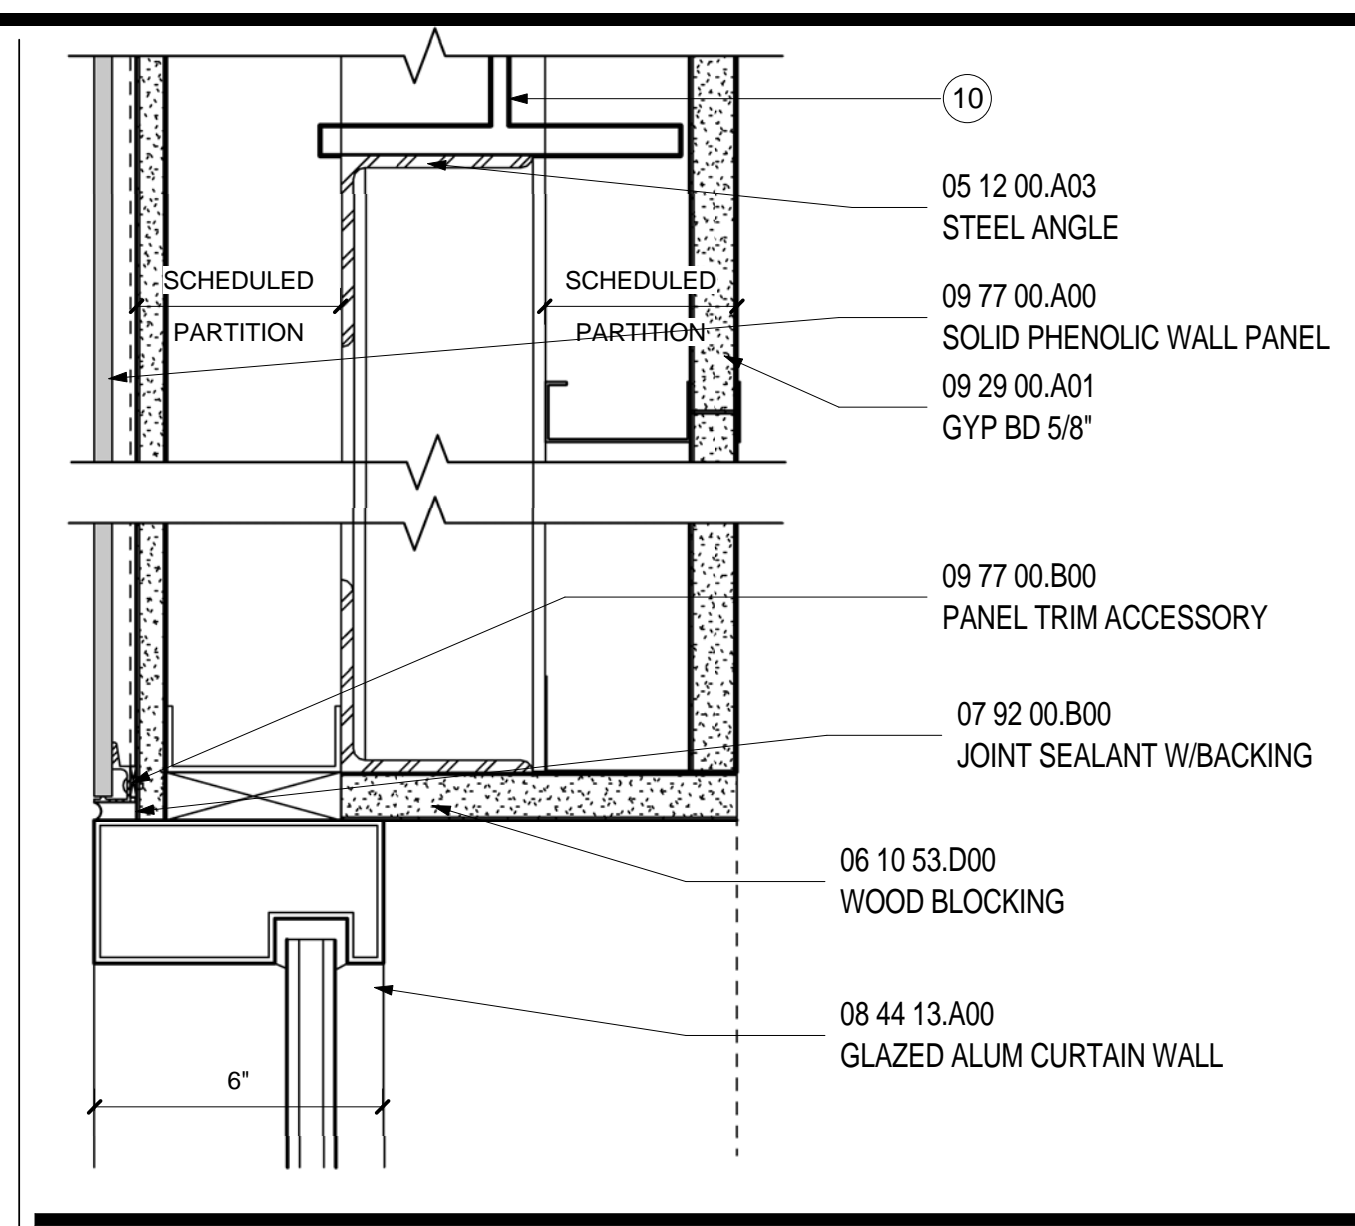 10
05 12 00.A03
STEEL ANGLE
SCHEDULED
PARTITION
SCHEDULED
PARTITION
09 77 00.A00
SOLID PHENOLIC WALL PANEL
09 29 00.A01
GYP BD 5/8"
09 77 00.B00
PANEL TRIM ACCESSORY
07 92 00.B00
JOINT SEALANT W/BACKING
06 10 53.D00
WOOD BLOCKING
08 44 13.A00
GLAZED ALUM CURTAIN WALL
6"